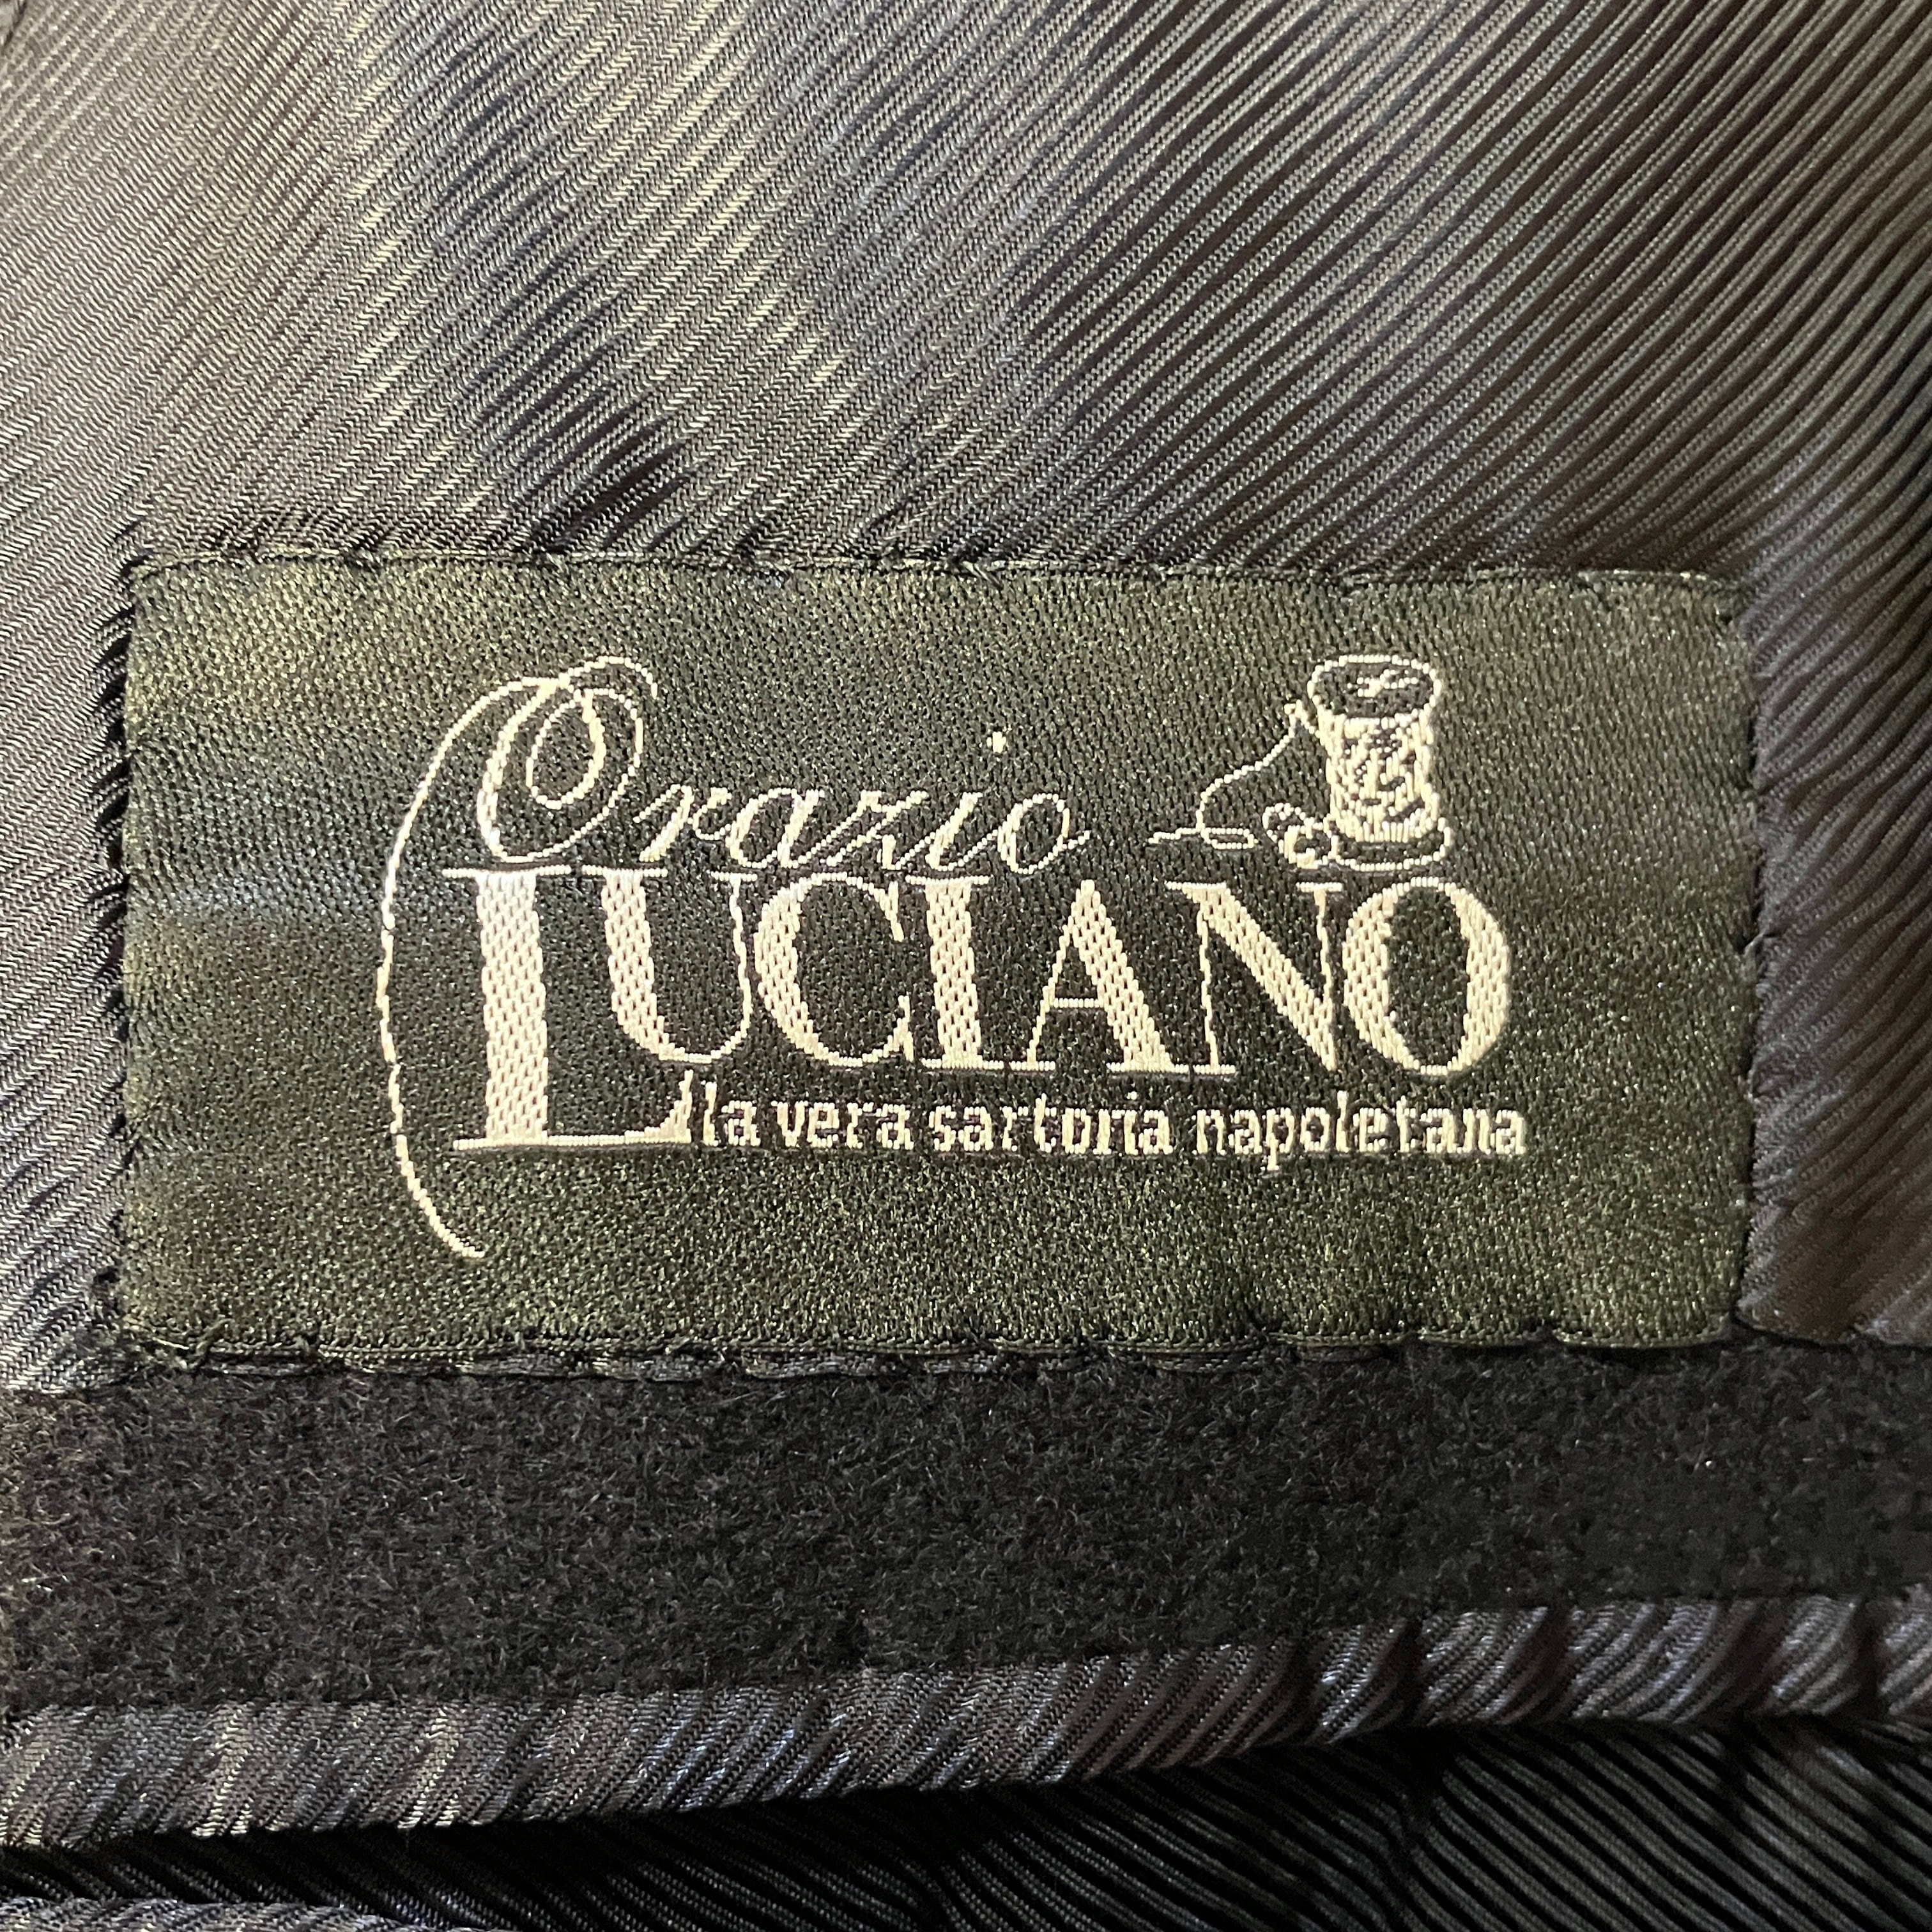 Orazio
LUCIANO
la vera sartoria napoletana